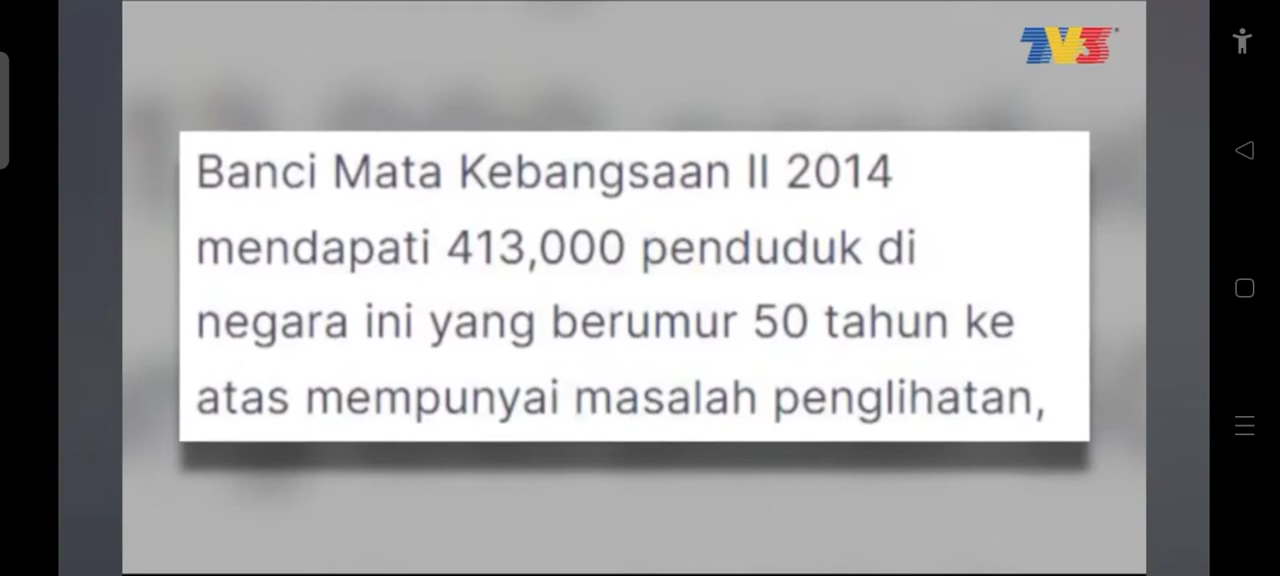 TV3
Banci Mata Kebangsaan II 2014
mendapati 413,000 penduduk di
negara ini yang berumur 50 tahun ke
atas mempunyai masalah penglihatan,